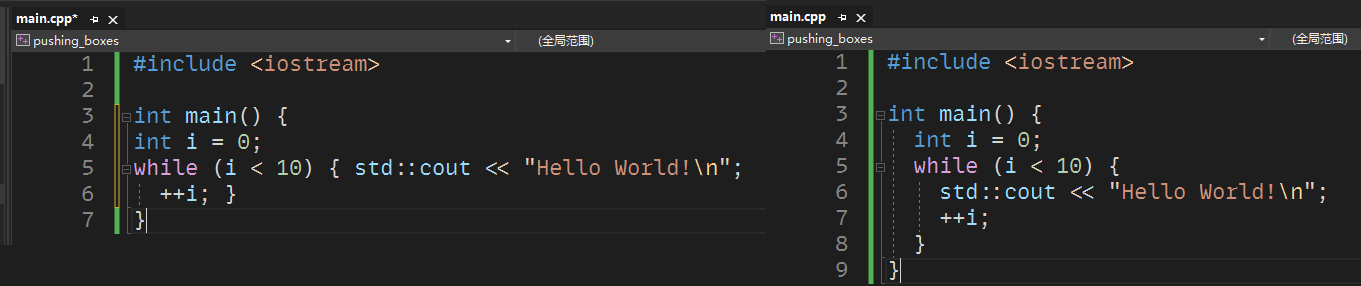 main.cpp*
pushing_boxes
(全局范围)
1 #include <iostream>
2
3 int main() {
4 int i = 0;
5 while (i < 10) { std::cout << "Hello World!\n";
6 ++i; }
7 }
main.cpp
pushing_boxes
(全局范围)
1 #include <iostream>
2
3 int main() {
4 int i = 0;
5 while (i < 10) {
6 std::cout << "Hello World!\n";
7 ++i;
8 }
9 }